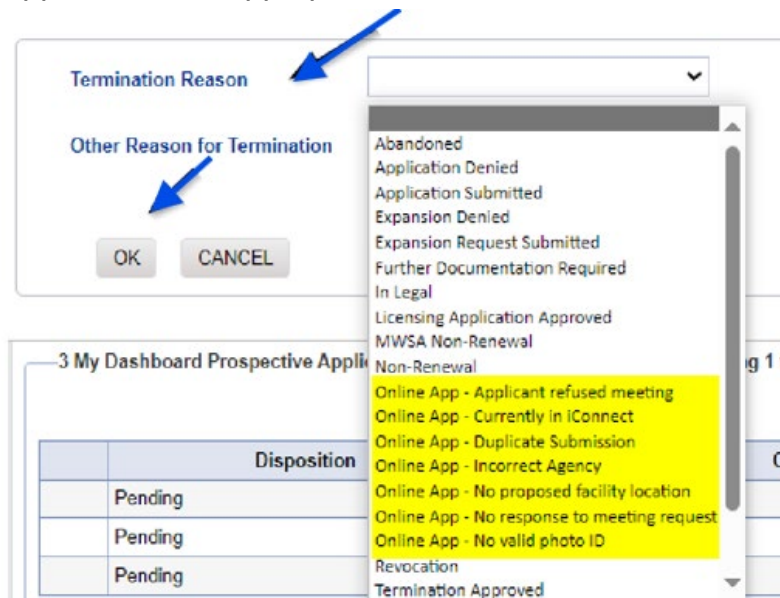 Termination Reason
Other Reason for Termination
OK CANCEL
Abandoned
Application Denied
Application Submitted
Expansion Denied
Expansion Request Submitted
Further Documentation Required
In Legal
Licensing Application Approved
MWSA Non-Renewal
Non-Renewal
Online App - Applicant refused meeting
Online App - Currently in iConnect
Online App - Duplicate Submission
Online App - Incorrect Agency
Online App - No proposed facility location
Online App - No response to meeting request
Online App - No valid photo ID
Revocation
Termination Approved
3 My Dashboard Prospective Appli
g 1
Disposition
Pending
Pending
Pending